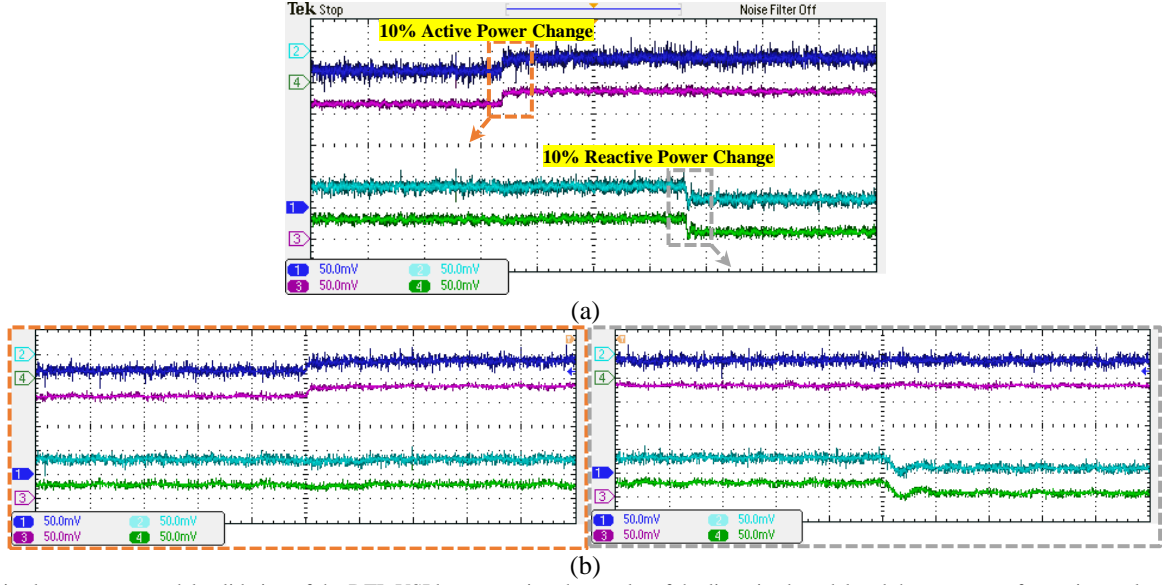 Tek Stop
Noise Filter Off
10% Active Power Change
2
4
10% Reactive Power Change
1
3
1 50.0mV 2 50.0mV
3 50.0mV 4 50.0mV
(a)
2
4
1
3
1 50.0mV 2 50.0mV
3 50.0mV 4 50.0mV
2
4
1
3
1 50.0mV 2 50.0mV
3 50.0mV 4 50.0mV
(b)